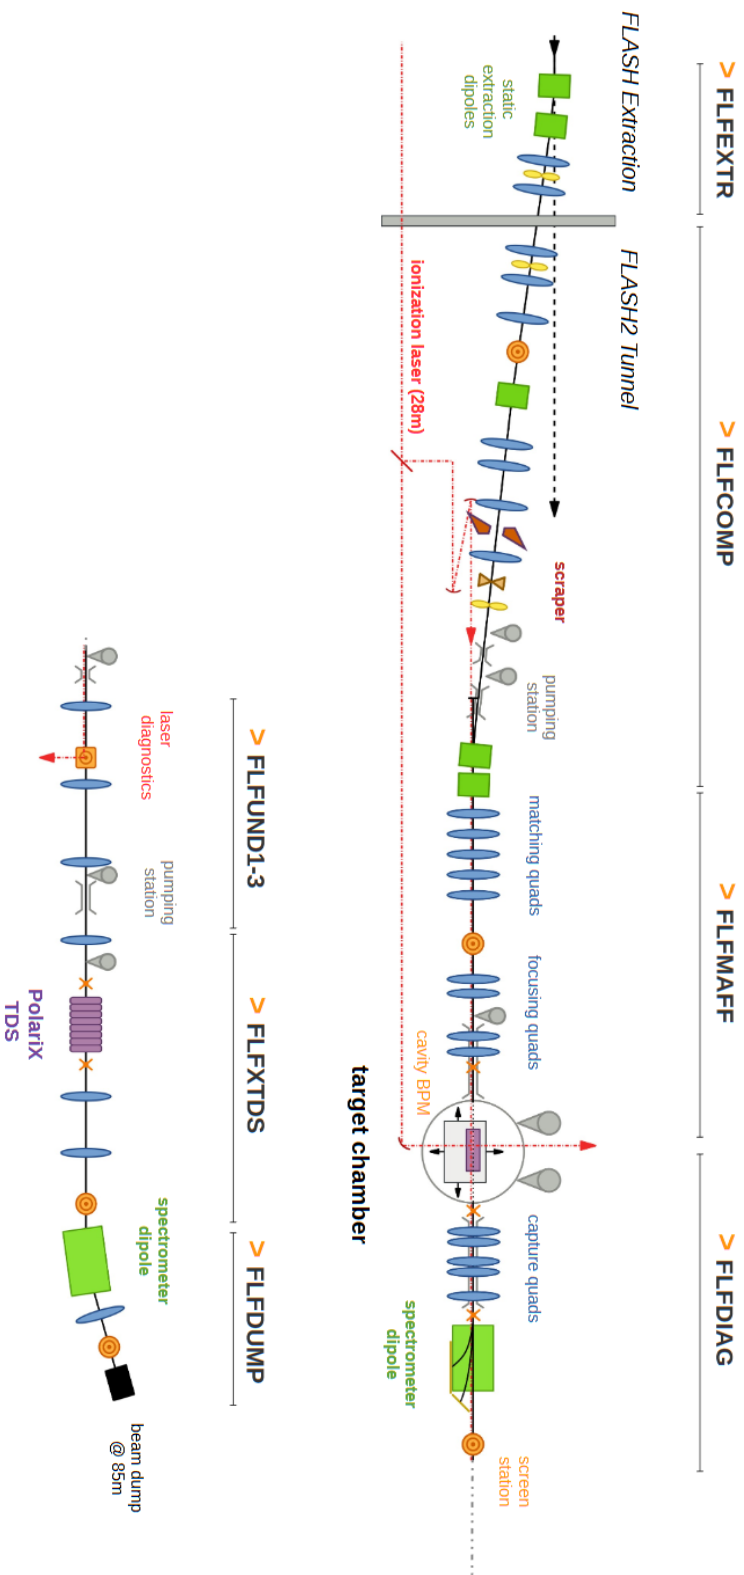 > FLFEXTR
> FLFCOMP
> FLFMAFF
> FLFDIAG
FLASH Extraction
FLASH2 Tunnel
static
extraction
dipoles
ionization laser (28m)
scraper
pumping
station
matching quads
focusing quads
cavity BPM
target chamber
capture quads
spectrometer
dipole
screen
station
> FLFUND1-3
> FLFXTDS
> FLFDUMP
laser
diagnostics
pumping
station
PolariX
TDS
spectrometer
dipole
beam dump
@ 85m